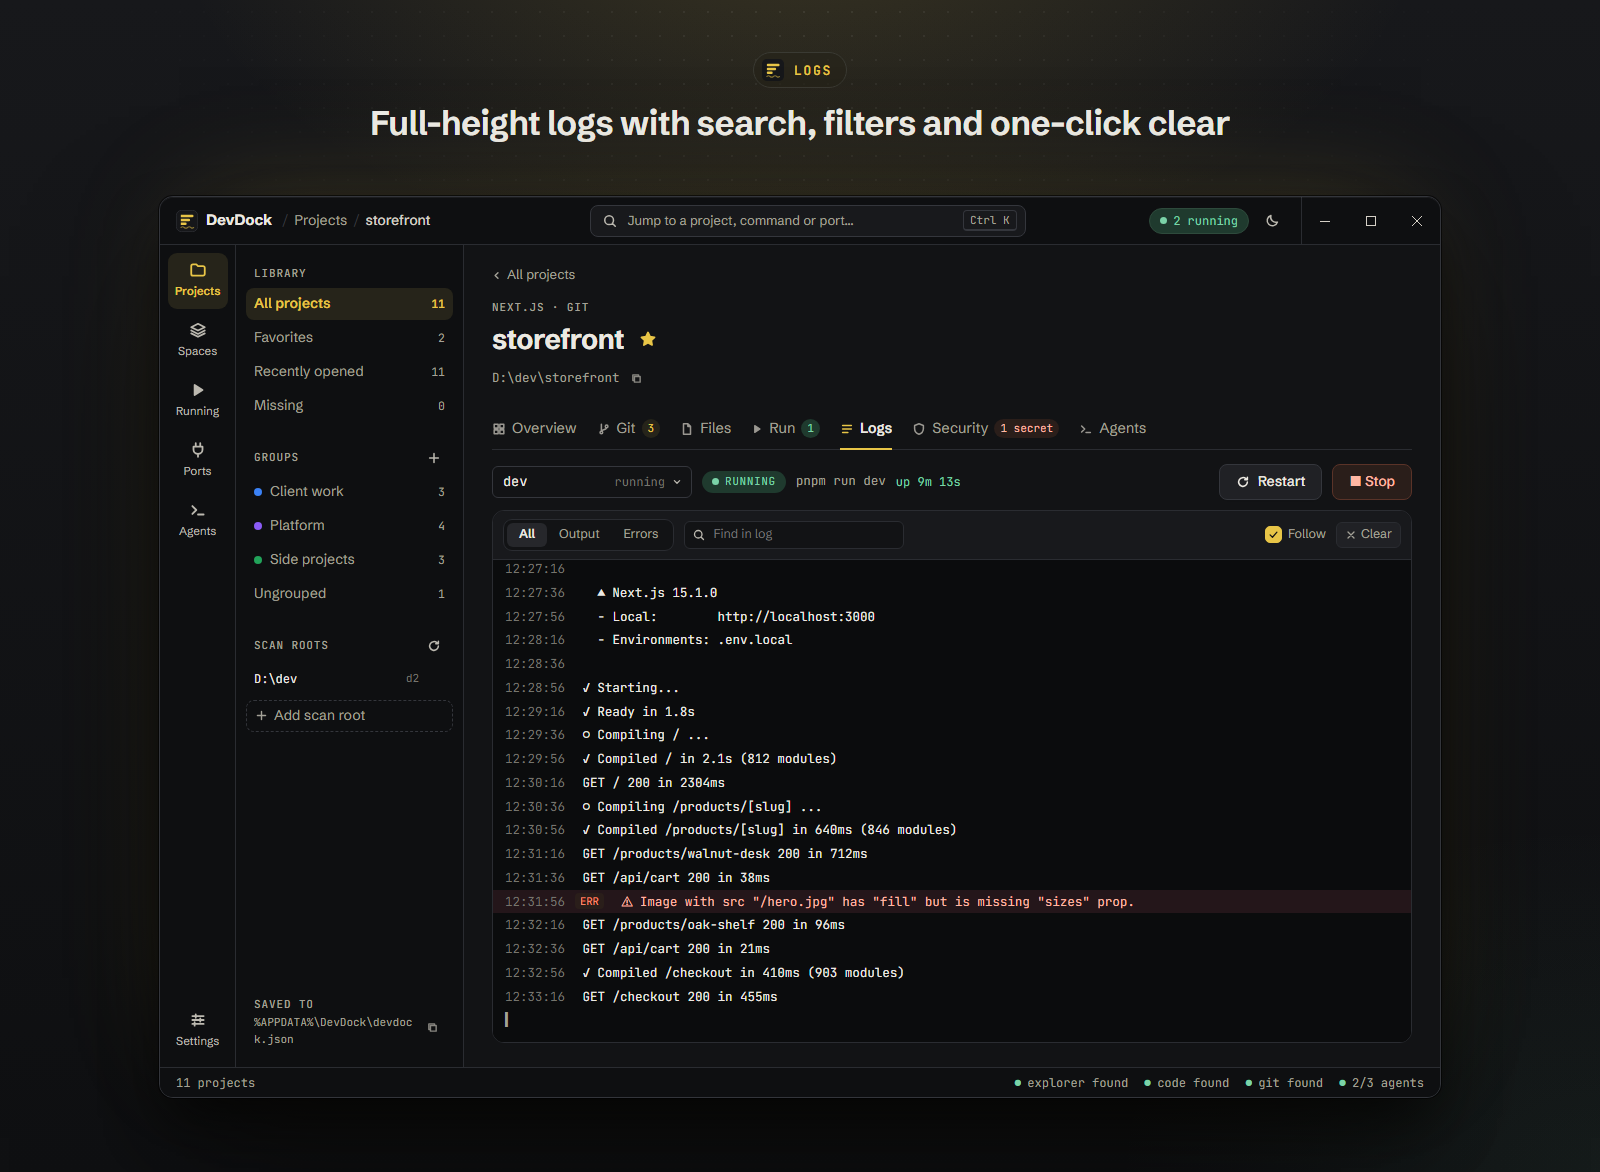 LOGS
Full-height logs with search, filters and one-click clear
DevDock / Projects / storefront
Jump to a project, command or port... Ctrl K
2 running
Projects
Spaces
Running
Ports
Agents
Settings
LIBRARY
All projects 11
Favorites 2
Recently opened 11
Missing 0
GROUPS
Client work 3
Platform 4
Side projects 3
Ungrouped 1
SCAN ROOTS
D:\dev d2
Add scan root
SAVED TO
%APPDATA%\DevDock\devdoc
k.json
All projects
NEXT.JS · GIT
storefront
D:\dev\storefront
Overview Git 3 Files Run 1 Logs Security 1 secret Agents
dev running RUNNING pnpm run dev up 9m 13s Restart Stop
All Output Errors Find in log Follow Clear
12:27:16
12:27:36 ▲ Next.js 15.1.0
12:27:56 - Local: http://localhost:3000
12:28:16 - Environments: .env.local
12:28:36
12:28:56 ✓ Starting...
12:29:16 ✓ Ready in 1.8s
12:29:36 ○ Compiling / ...
12:29:56 ✓ Compiled / in 2.1s (812 modules)
12:30:16 GET / 200 in 2304ms
12:30:36 ○ Compiling /products/[slug] ...
12:30:56 ✓ Compiled /products/[slug] in 640ms (846 modules)
12:31:16 GET /products/walnut-desk 200 in 712ms
12:31:36 GET /api/cart 200 in 38ms
12:31:56 ERR ⚠ Image with src "/hero.jpg" has "fill" but is missing "sizes" prop.
12:32:16 GET /products/oak-shelf 200 in 96ms
12:32:36 GET /api/cart 200 in 21ms
12:32:56 ✓ Compiled /checkout in 410ms (903 modules)
12:33:16 GET /checkout 200 in 455ms
11 projects
explorer found code found git found 2/3 agents